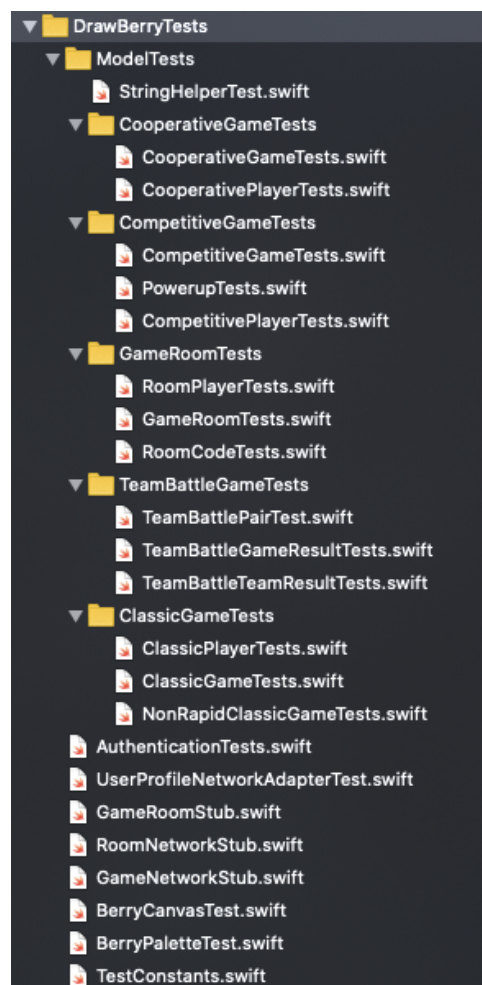 DrawBerryTests
ModelTests
StringHelperTest.swift
CooperativeGameTests
CooperativeGameTests.swift
CooperativePlayerTests.swift
CompetitiveGameTests
CompetitiveGameTests.swift
PowerupTests.swift
CompetitivePlayerTests.swift
GameRoomTests
RoomPlayerTests.swift
GameRoomTests.swift
RoomCodeTests.swift
TeamBattleGameTests
TeamBattlePairTest.swift
TeamBattleGameResultTests.swift
TeamBattleTeamResultTests.swift
ClassicGameTests
ClassicPlayerTests.swift
ClassicGameTests.swift
NonRapidClassicGameTests.swift
AuthenticationTests.swift
UserProfileNetworkAdapterTest.swift
GameRoomStub.swift
RoomNetworkStub.swift
GameNetworkStub.swift
BerryCanvasTest.swift
BerryPaletteTest.swift
TestConstants.swift